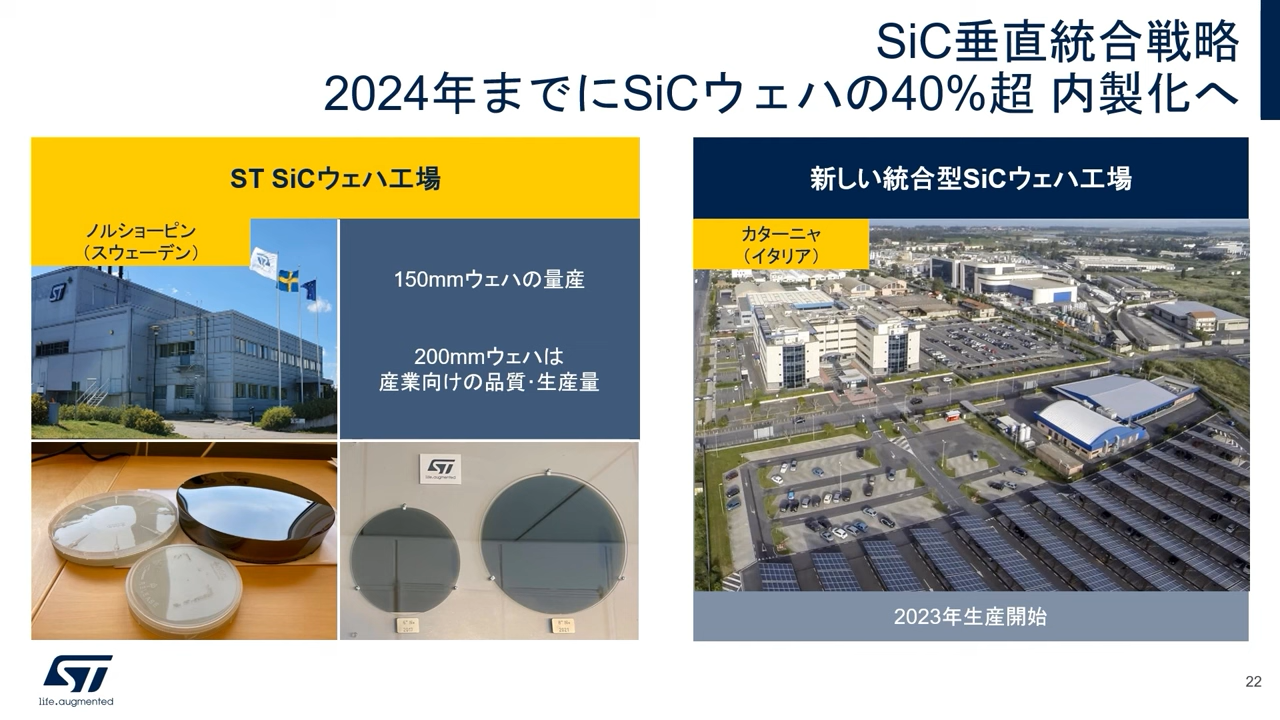 SiC垂直統合戦略
2024年までにSiCウェハの40%超 内製化へ
ST SiCウェハ工場
ノルショーピン
（スウェーデン）
150mmウェハの量産
200mmウェハは
産業向けの品質･生産量
ST
life.augmented
新しい統合型SiCウェハ工場
カターニャ
（イタリア）
2023年生産開始
ST
life.augmented
22